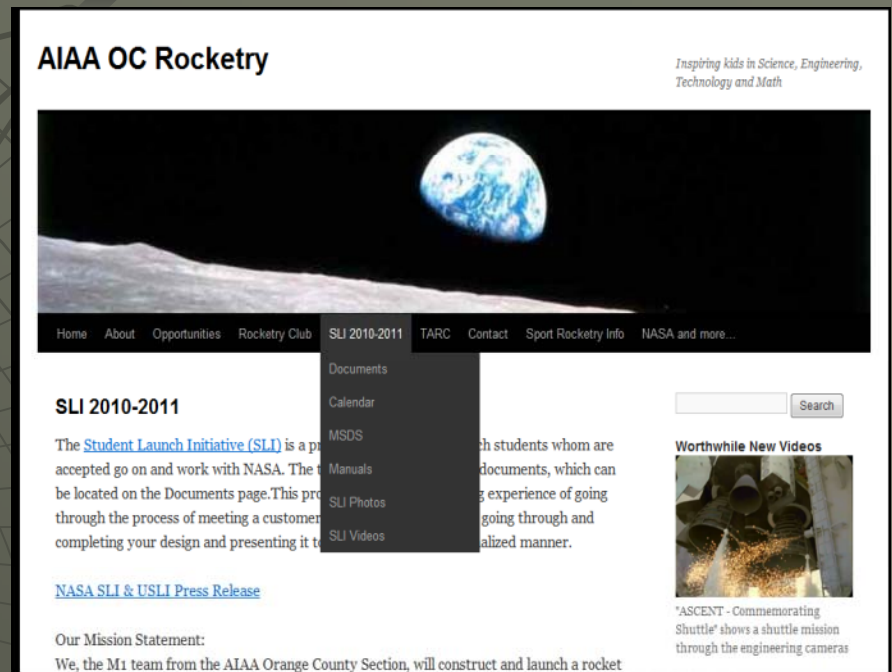 AIAA OC Rocketry
Inspiring kids in Science, Engineering,
Technology and Math
Home About Opportunities Rocketry Club SLI 2010-2011 TARC Contact Sport Rocketry Info NASA and more...
Documents
Calendar
MSDS
Manuals
SLI Photos
SLI Videos
SLI 2010-2011
The Student Launch Initiative (SLI) is a pr ch students whom are
accepted go on and work with NASA. The t documents, which can
be located on the Documents page.This pro g experience of going
through the process of meeting a customer going through and
completing your design and presenting it to alized manner.
NASA SLI & USLI Press Release
Our Mission Statement:
We, the M1 team from the AIAA Orange County Section, will construct and launch a rocket
Search
Worthwhile New Videos
"ASCENT - Commemorating
Shuttle" shows a shuttle mission
through the engineering cameras